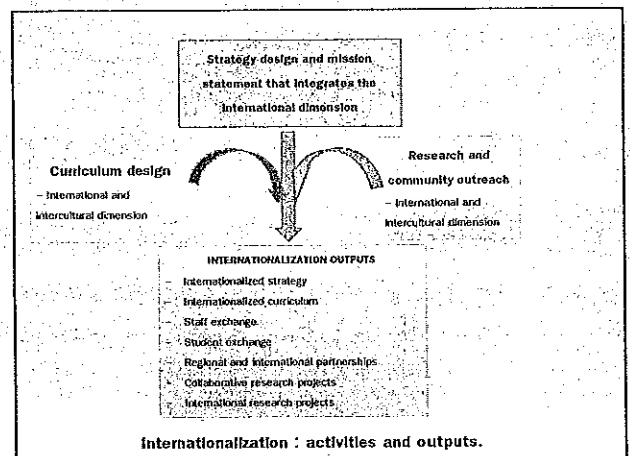 Strategy design and mission
statement that integrates the
international dimension
Curriculum design
– International and
intercultural dimension
Research and
community outreach
– International and
intercultural dimension
INTERNATIONALIZATION OUTPUTS
– Internationalized strategy
– Internationalized curriculum
– Staff exchange
– Student exchange
– Regional and international partnerships
– Collaborative research projects
– International research projects
Internationalization : activities and outputs.